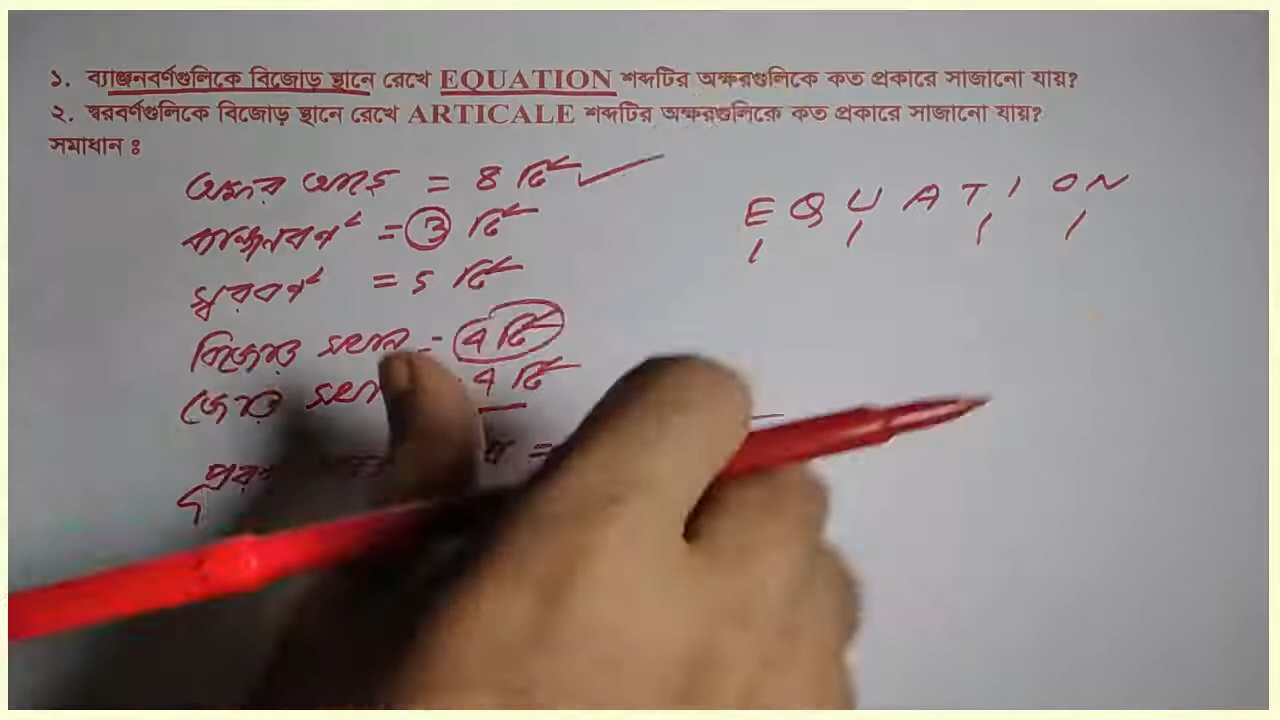 ১. ব্যাঞ্জনবর্ণগুলিকে বিজোড় স্থানে রেখে EQUATION শব্দটির অক্ষরগুলিকে কত প্রকারে সাজানো যায়?
২. স্বরবর্ণগুলিকে বিজোড় স্থানে রেখে ARTICALE শব্দটির অক্ষরগুলিকে কত প্রকারে সাজানো যায়?
সমাধান ঃ
অক্ষর আছে = 8 টি
ব্যাঞ্জনবর্ণ = 3 টি
স্বরবর্ণ = 5 টি
বিজোড় স্থান = 4 টি
জোড় 4 টি
=
E Q U A T I O N